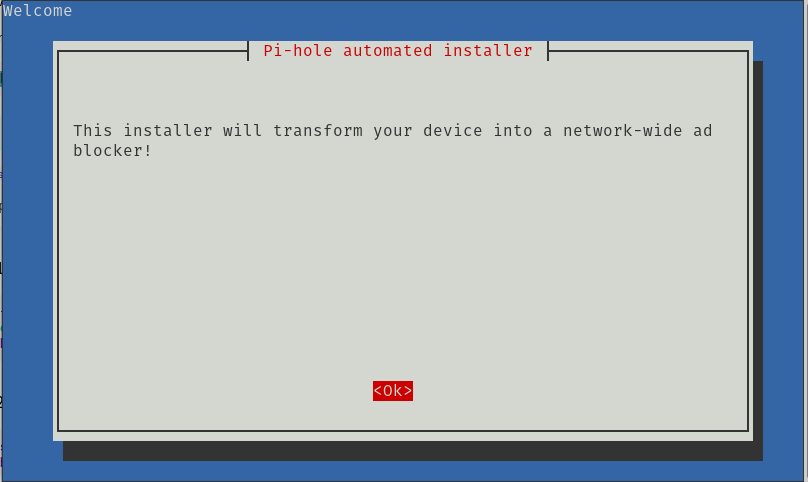 Welcome
Pi-hole automated installer
This installer will transform your device into a network-wide ad
blocker!
<Ok>